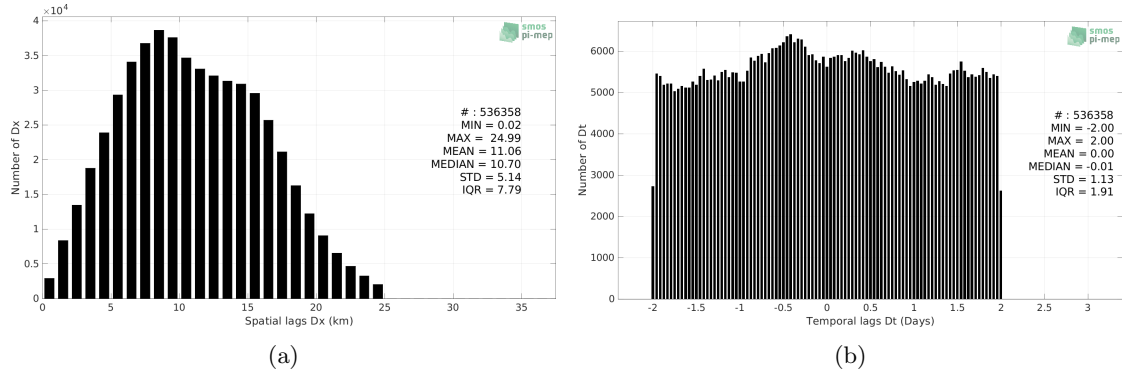 ×10⁴
4
3.5
3
2.5
2
1.5
1
0.5
0
Number of Dx
0 5 10 15 20 25 30 35
Spatial lags Dx (km)
smos
pi-mep
# : 536358
MIN = 0.02
MAX = 24.99
MEAN = 11.06
MEDIAN = 10.70
STD = 5.14
IQR = 7.79
(a)
6000
5000
4000
3000
2000
1000
0
Number of Dt
-2 -1.5 -1 -0.5 0 0.5 1 1.5 2 2.5 3
Temporal lags Dt (Days)
smos
pi-mep
# : 536358
MIN = -2.00
MAX = 2.00
MEAN = 0.00
MEDIAN = -0.01
STD = 1.13
IQR = 1.91
(b)